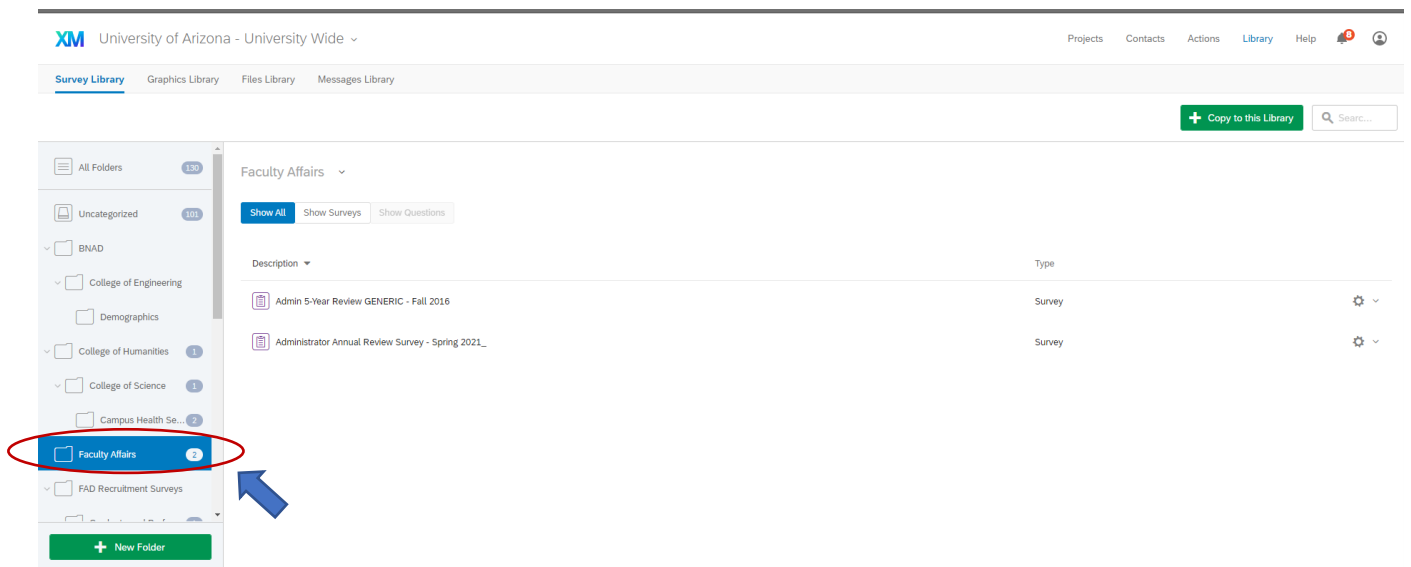 XM University of Arizona - University Wide
Projects Contacts Actions Library Help 8
Survey Library Graphics Library Files Library Messages Library
+ Copy to this Library
Searc...
All Folders 130
Uncategorized 101
BNAD
College of Engineering
Demographics
College of Humanities 1
College of Science 1
Campus Health Se... 2
Faculty Affairs 2
FAD Recruitment Surveys
+ New Folder
Faculty Affairs
Show All Show Surveys Show Questions
Description Type
Admin 5-Year Review GENERIC - Fall 2016 Survey
Administrator Annual Review Survey - Spring 2021_ Survey